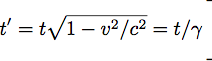 t′ = t√1 − v²/c² = t/γ